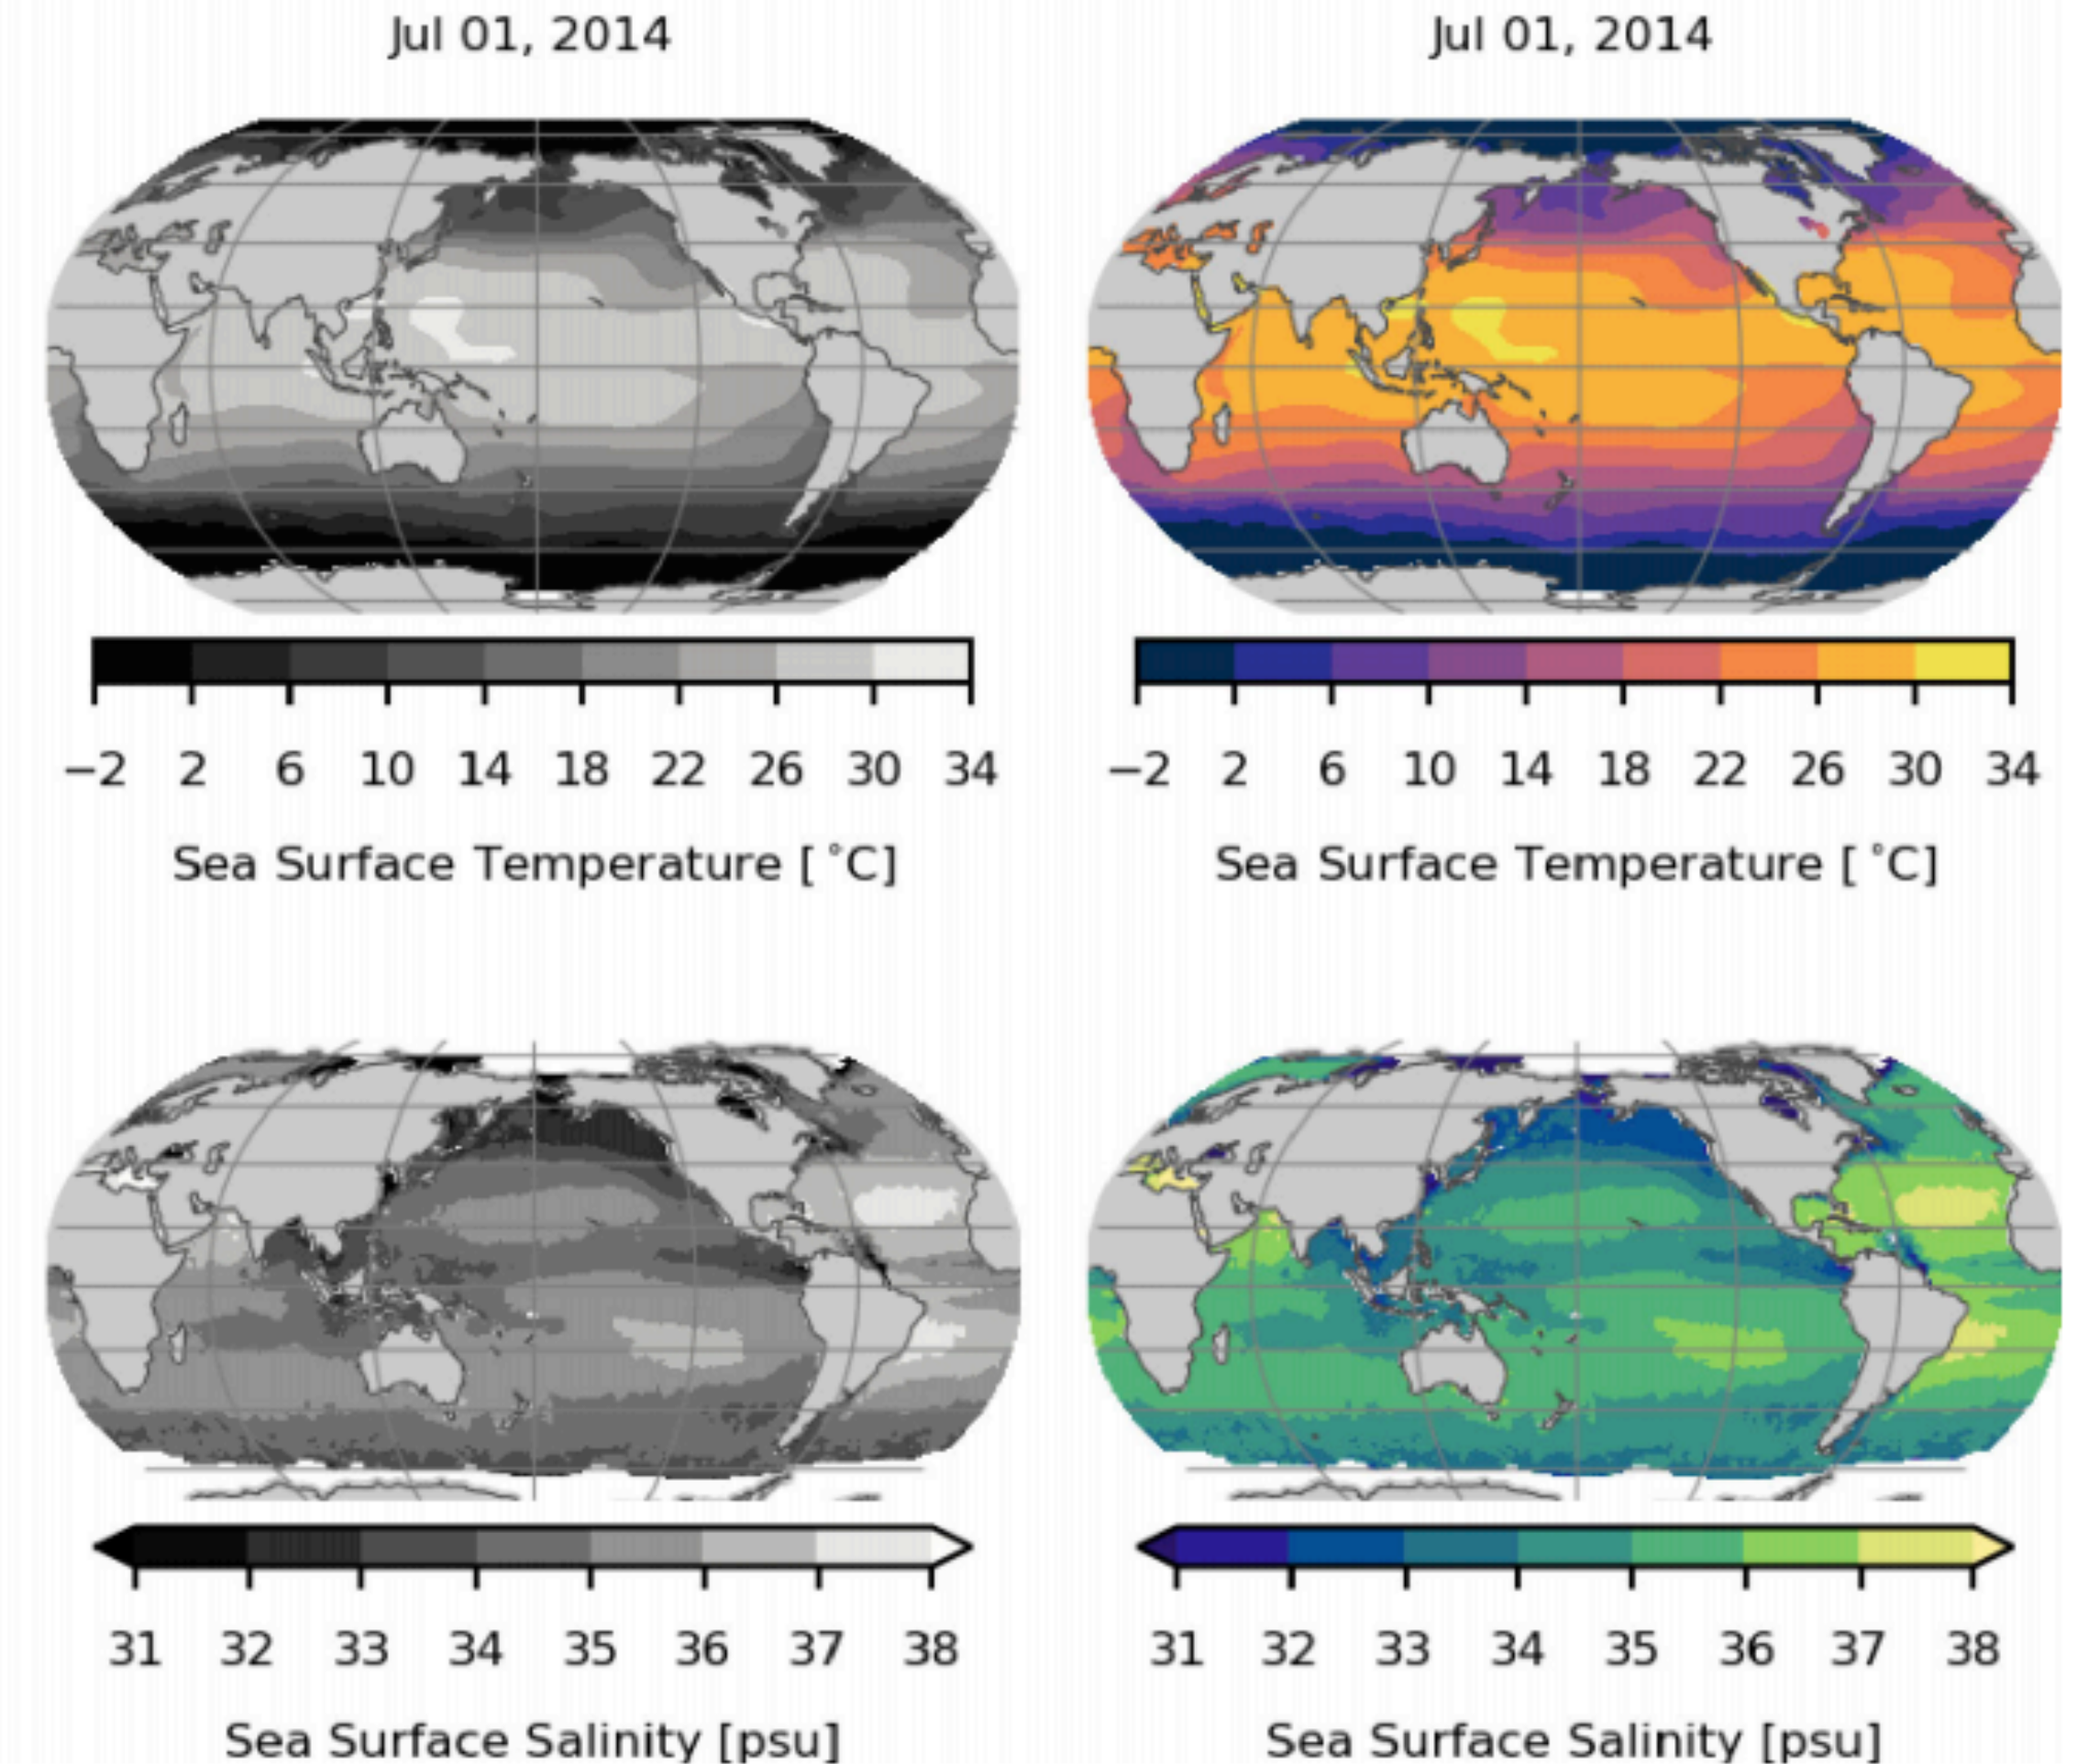 Jul 01, 2014
Jul 01, 2014
−2 2 6 10 14 18 22 26 30 34
−2 2 6 10 14 18 22 26 30 34
Sea Surface Temperature [ °C]
Sea Surface Temperature [ °C]
31 32 33 34 35 36 37 38
31 32 33 34 35 36 37 38
Sea Surface Salinity [psu]
Sea Surface Salinity [psu]